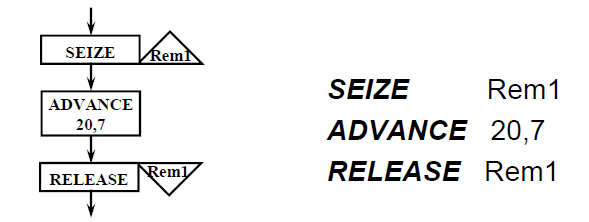 SEIZE Rem1
ADVANCE
20,7
RELEASE Rem1
SEIZE Rem1
ADVANCE 20,7
RELEASE Rem1